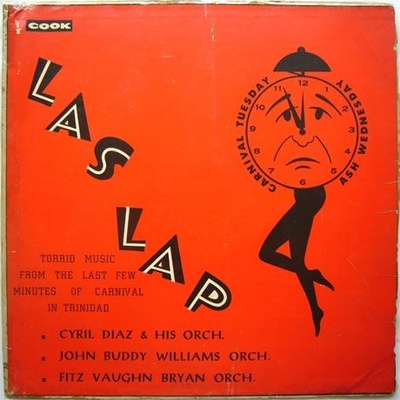 COOK
LAS
LAP
CARNIVAL TUESDAY
ASH WEDNESDAY
12
1
2
3
4
5
6
7
8
9
10
11
TORRID MUSIC
FROM THE LAST FEW
MINUTES OF CARNIVAL
IN TRINIDAD
CYRIL DIAZ & HIS ORCH.
JOHN BUDDY WILLIAMS ORCH.
FITZ VAUGHN BRYAN ORCH.